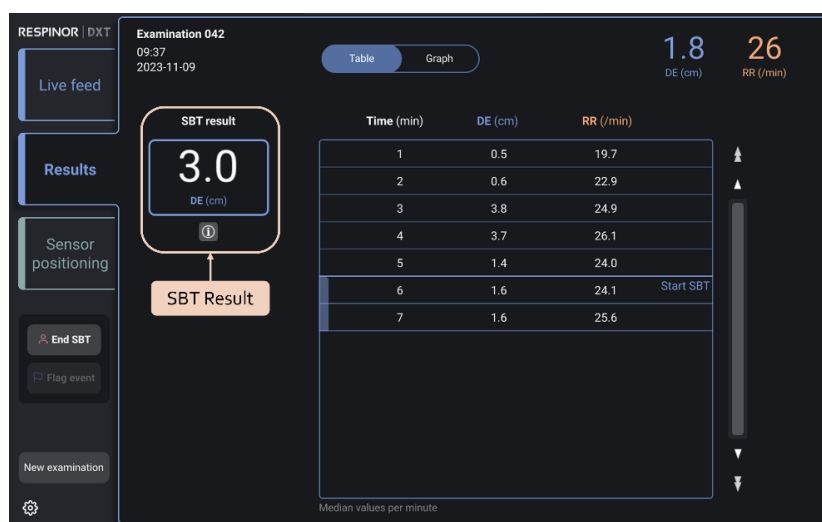 RESPINOR | DXT
Live feed
Results
Sensor
positioning
End SBT
Flag event
New examination
Examination 042
09:37
2023-11-09
Table Graph
1.8 26
DE (cm) RR (/min)
SBT result
3.0
DE (cm)
SBT Result
Time (min) DE (cm) RR (/min)
1 0.5 19.7
2 0.6 22.9
3 3.8 24.9
4 3.7 26.1
5 1.4 24.0
6 1.6 24.1 Start SBT
7 1.6 25.6
Median values per minute